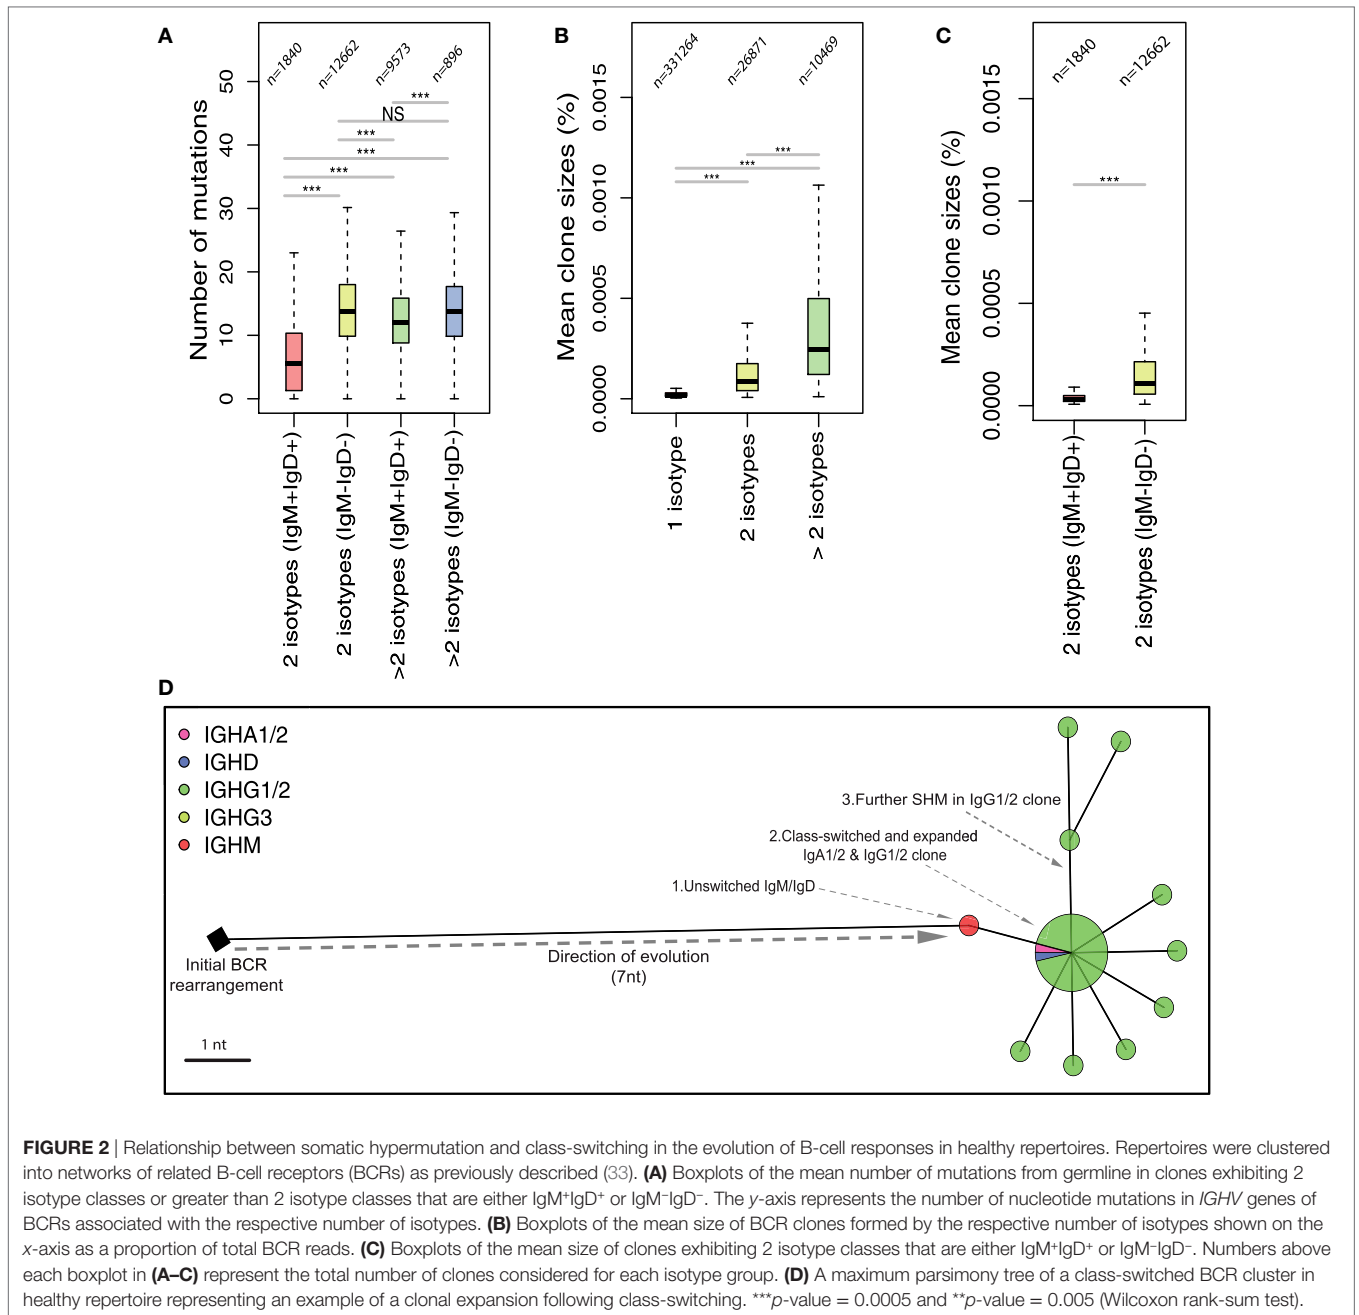 A
Number of mutations
0
10
20
30
40
50
n=1840
n=12662
n=9573
n=896
***
NS
***
***
***
***
2 isotypes (IgM+IgD+)
2 isotypes (IgM-IgD-)
>2 isotypes (IgM+IgD+)
>2 isotypes (IgM-IgD-)
B
Mean clone sizes (%)
0.0000
0.0005
0.0010
0.0015
n=331264
n=26871
n=10469
***
***
***
1 isotype
2 isotypes
> 2 isotypes
C
Mean clone sizes (%)
0.0000
0.0005
0.0010
0.0015
n=1840
n=12662
***
2 isotypes (IgM+IgD+)
2 isotypes (IgM-IgD-)
D
IGHA1/2
IGHD
IGHG1/2
IGHG3
IGHM
3.Further SHM in IgG1/2 clone
2.Class-switched and expanded
IgA1/2 & IgG1/2 clone
1.Unswitched IgM/IgD
Initial BCR
rearrangement
Direction of evolution
(7nt)
1 nt
FIGURE 2 | Relationship between somatic hypermutation and class-switching in the evolution of B-cell responses in healthy repertoires. Repertoires were clustered
into networks of related B-cell receptors (BCRs) as previously described (33). (A) Boxplots of the mean number of mutations from germline in clones exhibiting 2
isotype classes or greater than 2 isotype classes that are either IgM⁺IgD⁺ or IgM⁻IgD⁻. The y-axis represents the number of nucleotide mutations in IGHV genes of
BCRs associated with the respective number of isotypes. (B) Boxplots of the mean size of BCR clones formed by the respective number of isotypes shown on the
x-axis as a proportion of total BCR reads. (C) Boxplots of the mean size of clones exhibiting 2 isotype classes that are either IgM⁺IgD⁺ or IgM⁻IgD⁻. Numbers above
each boxplot in (A–C) represent the total number of clones considered for each isotype group. (D) A maximum parsimony tree of a class-switched BCR cluster in
healthy repertoire representing an example of a clonal expansion following class-switching. ***p-value = 0.0005 and **p-value = 0.005 (Wilcoxon rank-sum test).